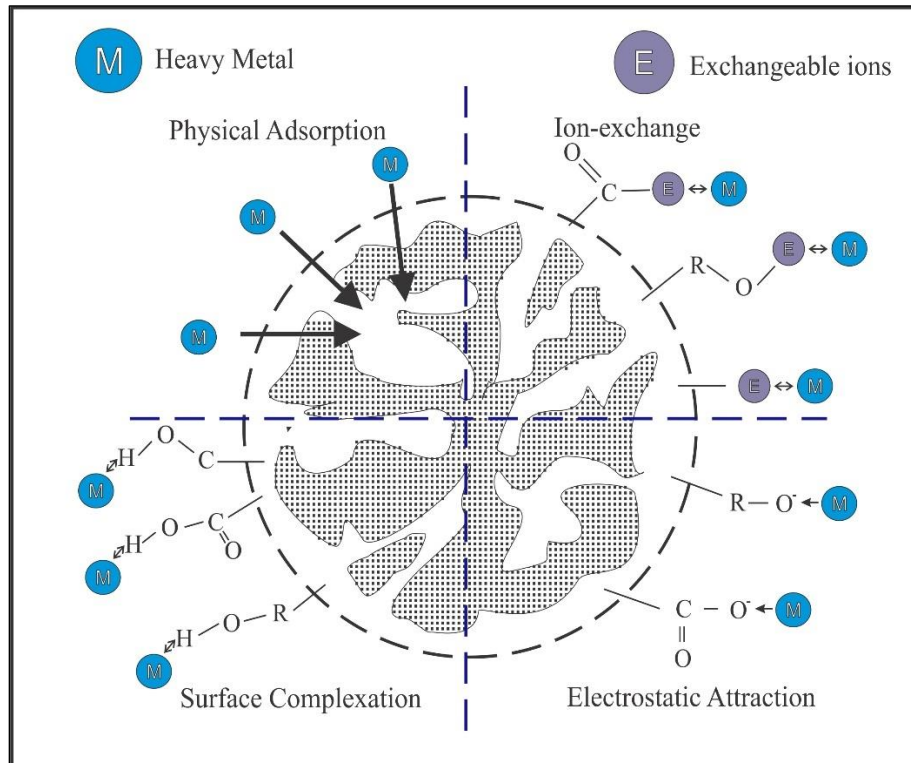 M Heavy Metal
E Exchangeable ions
Physical Adsorption
Ion-exchange
M
M
M
O
C
E ↔ M
R
O
E ↔ M
E ↔ M
H O C
M
H O C
O
M
H O R
M
R O⁻ M
C O⁻ M
O
Surface Complexation
Electrostatic Attraction